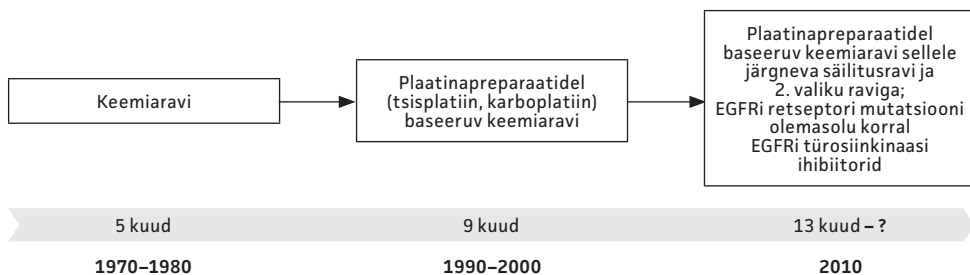 Keemiaravi
Plaatinapreparaatidel
(tsisplatiin, karboplatiin)
baseeruv keemiaravi
Plaatinapreparaatidel
baseeruv keemiaravi sellele
järgneva säilitusravi ja
2. valiku raviga;
EGFRi retseptori mutatsiooni
olemasolu korral
EGFRi türosiinkinaasi
ihibiitorid
5 kuud
9 kuud
13 kuud – ?
1970–1980
1990–2000
2010